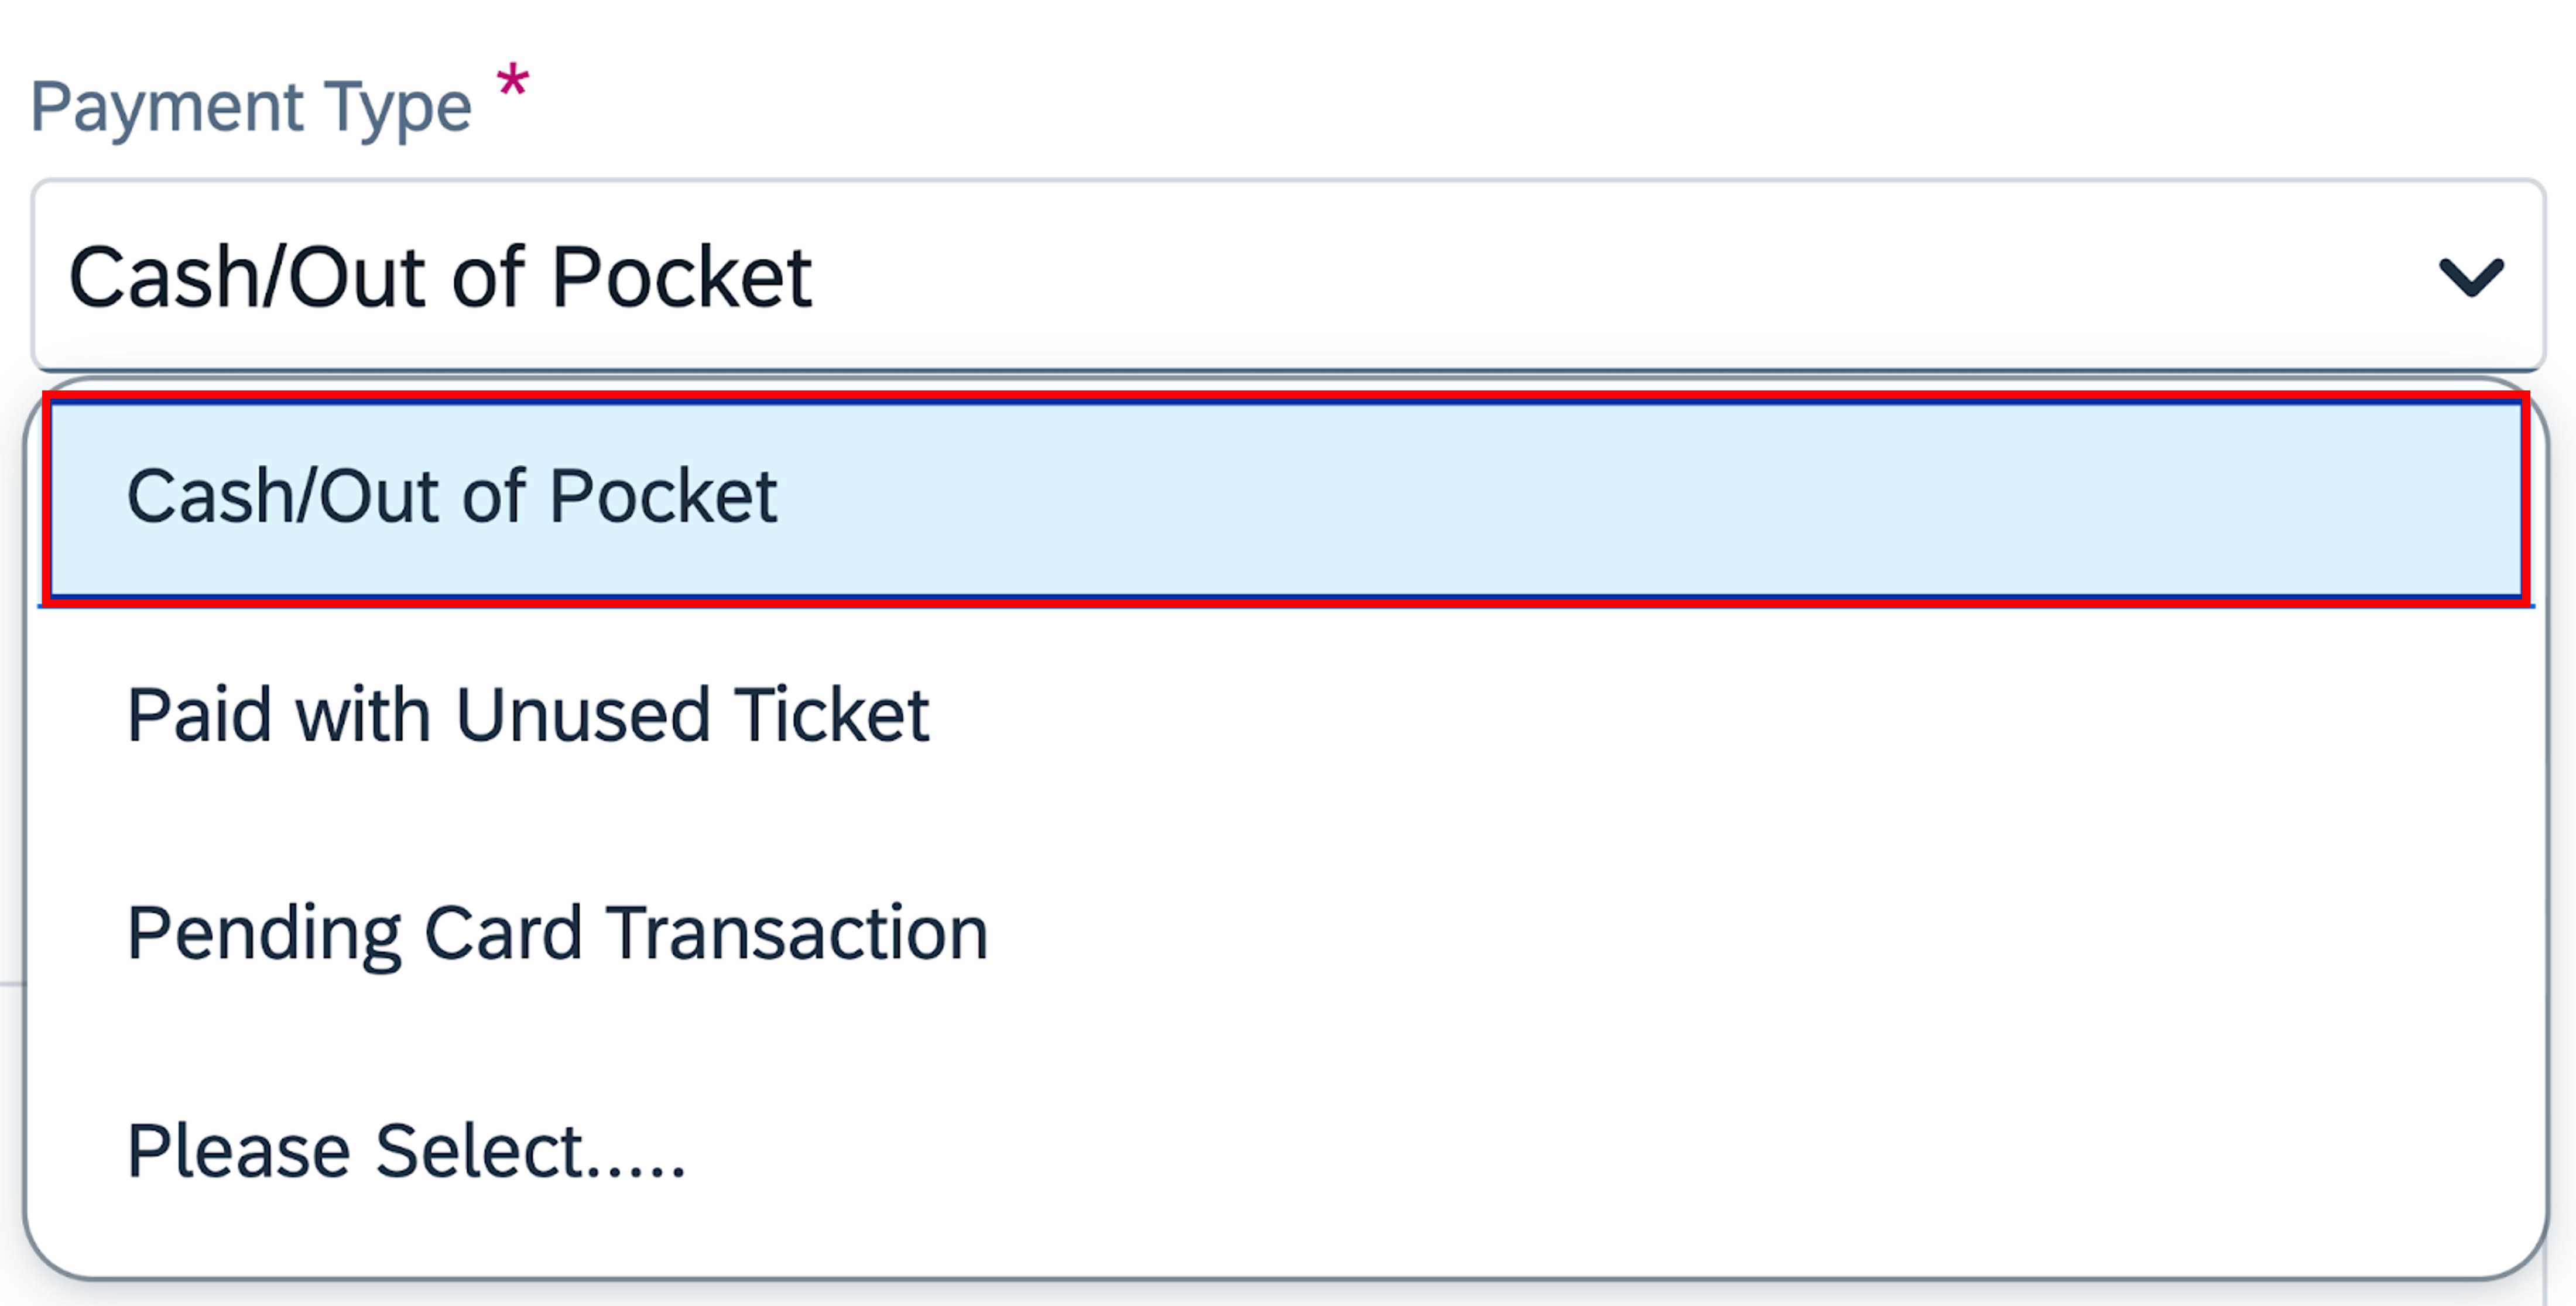 Payment Type *
Cash/Out of Pocket
Cash/Out of Pocket
Paid with Unused Ticket
Pending Card Transaction
Please Select.....